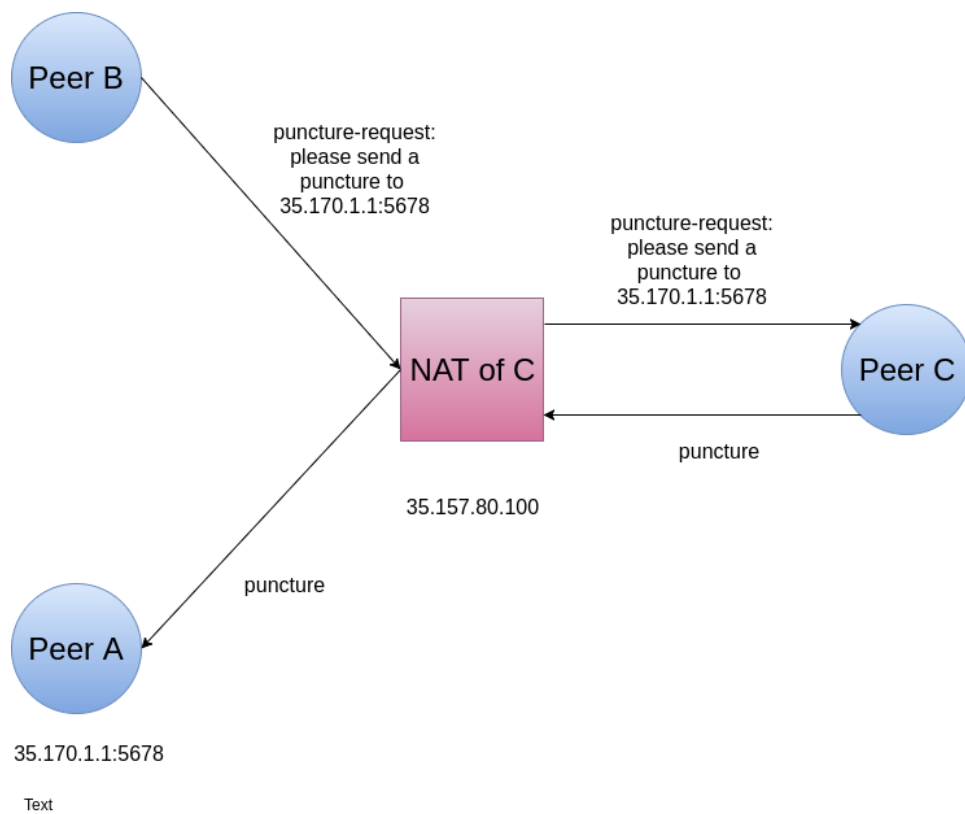 Peer B
puncture-request:
please send a
puncture to
35.170.1.1:5678
puncture-request:
please send a
puncture to
35.170.1.1:5678
NAT of C
Peer C
puncture
35.157.80.100
puncture
Peer A
35.170.1.1:5678
Text